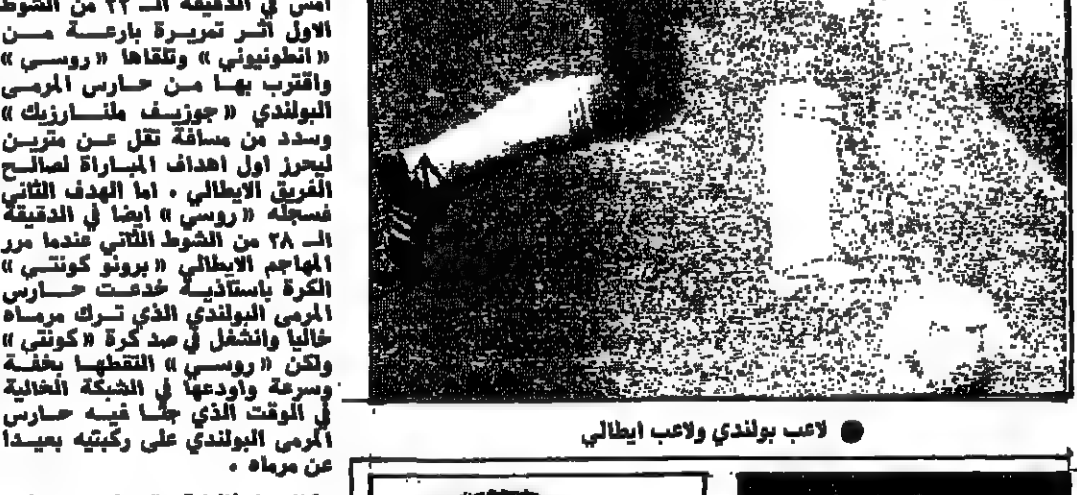 امس في الدقيقة الـ ٢٢ من الشوط
الاول اثر تمريرة بارعة من
« انطونيوني » وتلقاها « روسي »
واقترب بها من حارس المرمى
البولندي « جوزيف ملنارزيك »
وسدد من مسافة تقل عن مترين
ليحرز اول اهداف المباراة لصالح
الفريق الايطالي ٠ اما الهدف الثاني
فسجله « روسي » ايضا في الدقيقة
الـ ٢٨ من الشوط الثاني عندما مرر
المهاجم الايطالي « برونو كونتي »
الكرة باستاذية خدعت حارس
المرمى البولندي الذي ترك مرماه
خاليا وانشغل في صد كرة « كونتي »
ولكن « روسي » التقطها بخفة
وسرعة واودعها في الشبكة الخالية
في الوقت الذي جثا فيه حارس
المرمى البولندي على ركبتيه بعيدا
عن مرماه ٠
● لاعب بولندي ولاعب ايطالي